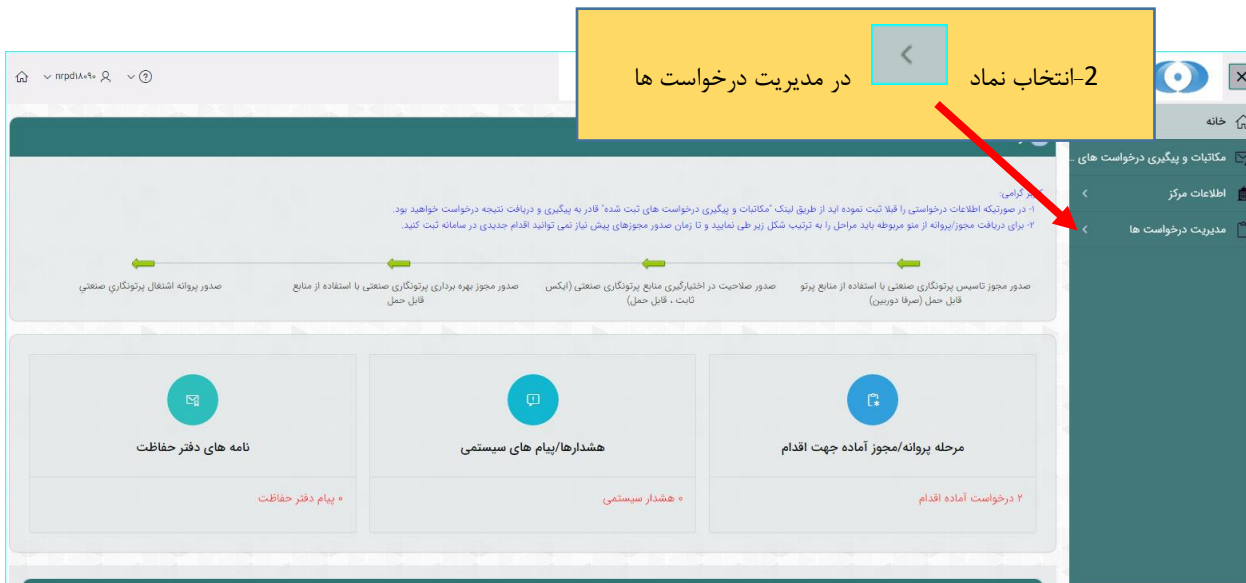 2-انتخاب نماد < در مدیریت درخواست ها
nrpd۱۸۰۹۰
خانه
مکاتبات و پیگیری درخواست های ..
اطلاعات مرکز
مدیریت درخواست ها
گرامی:
۱- در صورتیکه اطلاعات درخواستی را قبلا ثبت نموده اید از طریق لینک "مکاتبات و پیگیری درخواست های ثبت شده" قادر به پیگیری و دریافت نتیجه درخواست خواهید بود.
۲- برای دریافت مجوز/پروانه از منو مربوطه باید مراحل را به ترتیب شکل زیر طی نمایید و تا زمان صدور مجوزهای پیش نیاز نمی توانید اقدام جدیدی در سامانه ثبت کنید.
صدور مجوز تاسیس پرتونگاری صنعتی با استفاده از منابع پرتو
قابل حمل (صرفا دوربین)
صدور صلاحیت در اختیارگیری منابع پرتونگاری صنعتی (ایکس
ثابت ، قابل حمل)
صدور مجوز بهره برداری پرتونگاری صنعتی با استفاده از منابع
قابل حمل
صدور پروانه اشتغال پرتونگاری صنعتی
مرحله پروانه/مجوز آماده جهت اقدام
۲ درخواست آماده اقدام
هشدارها/پیام های سیستمی
۰ هشدار سیستمی
نامه های دفتر حفاظت
۰ پیام دفتر حفاظت